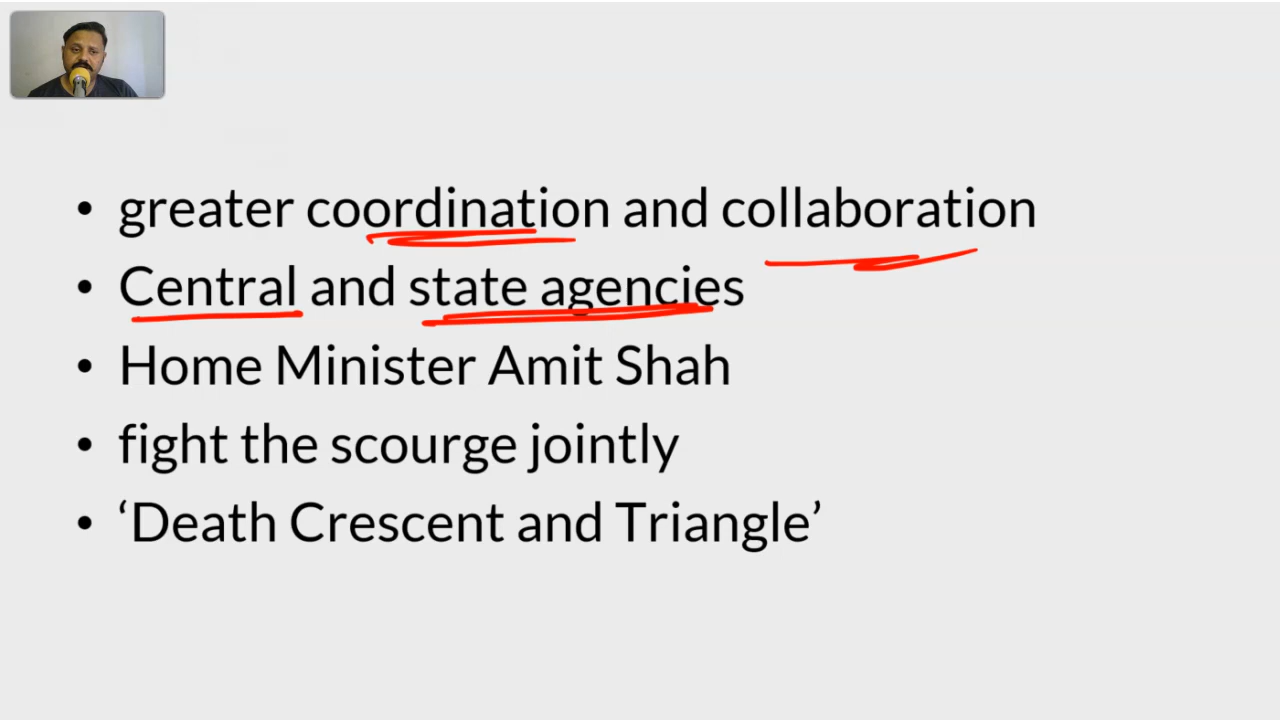 • greater coordination and collaboration
• Central and state agencies
• Home Minister Amit Shah
• fight the scourge jointly
• ‘Death Crescent and Triangle’